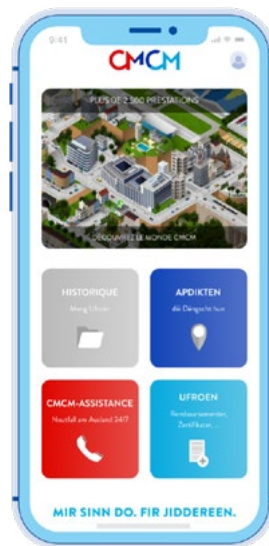 9:41
CMCM
PLUS DE 2 500 PRESTATIONS
DÉCOUVREZ LE MONDE CMCM
HISTORIQUE
APDIKTEN
déi Déngscht hun
CMCM-ASSISTANCE
Noutfall am Ausland 24/7
UFROEN
Remboursementer,
Zertifikater, ...
MIR SINN DO. FIR JIDDEREEN.